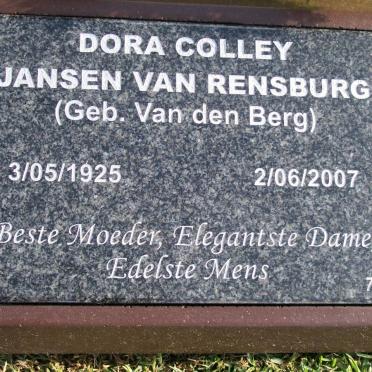 DORA COLLEY
JANSEN VAN RENSBURG
(Geb. Van den Berg)
3/05/1925 2/06/2007
Beste Moeder, Elegantste Dame
Edelste Mens